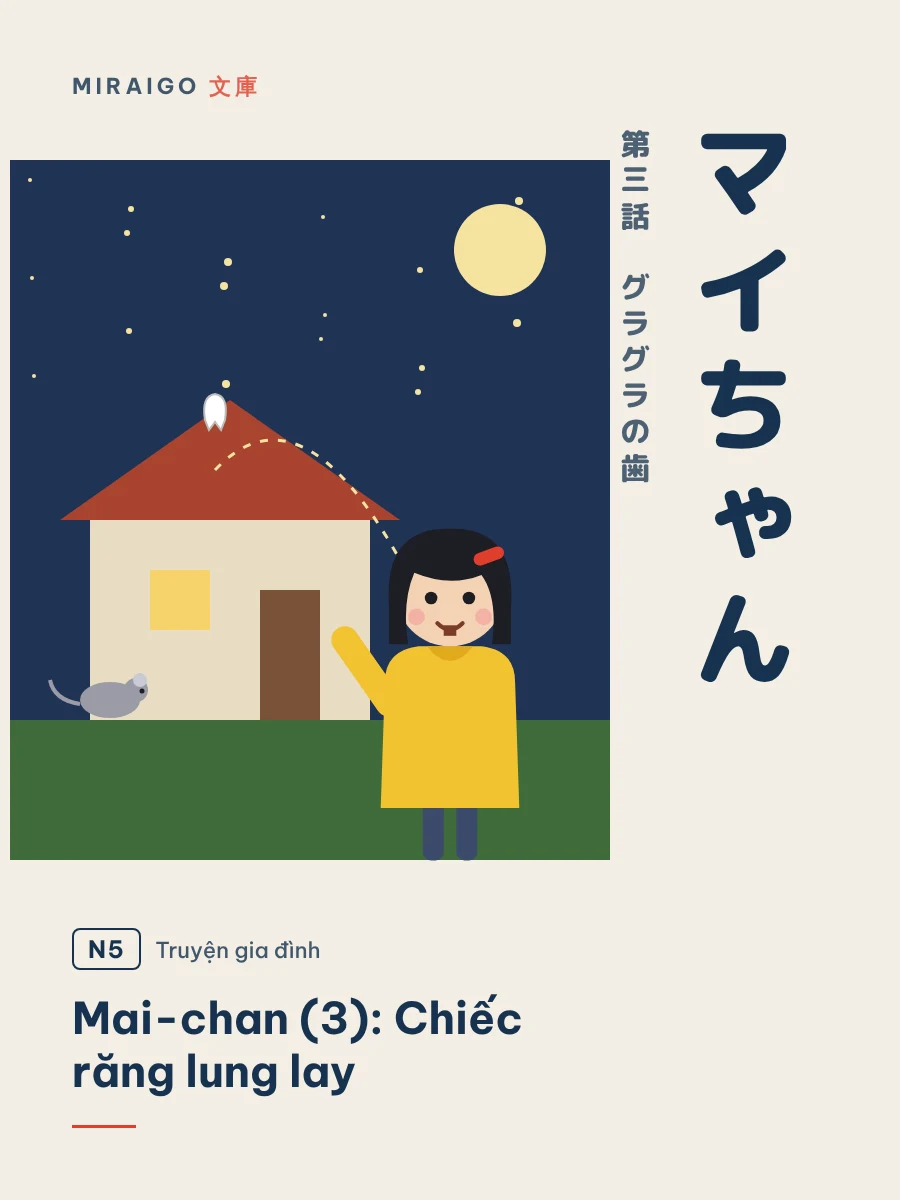 MIRAIGO 文庫
マイちゃん
第三話 グラグラの歯
N5 Truyện gia đình
Mai-chan (3): Chiếc
răng lung lay